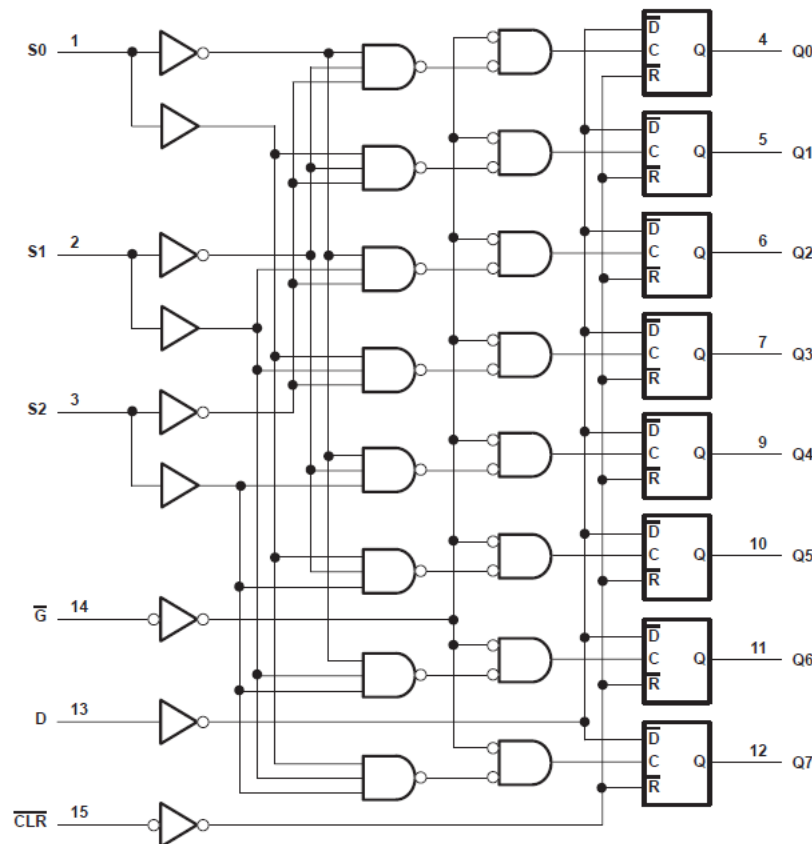 S0 1
S1 2
S2 3
G̅ 14
D 13
C̅L̅R̅ 15
D̅
C Q 4 Q0
R̅
D̅
C Q 5 Q1
R̅
D̅
C Q 6 Q2
R̅
D̅
C Q 7 Q3
R̅
D̅
C Q 9 Q4
R̅
D̅
C Q 10 Q5
R̅
D̅
C Q 11 Q6
R̅
D̅
C Q 12 Q7
R̅